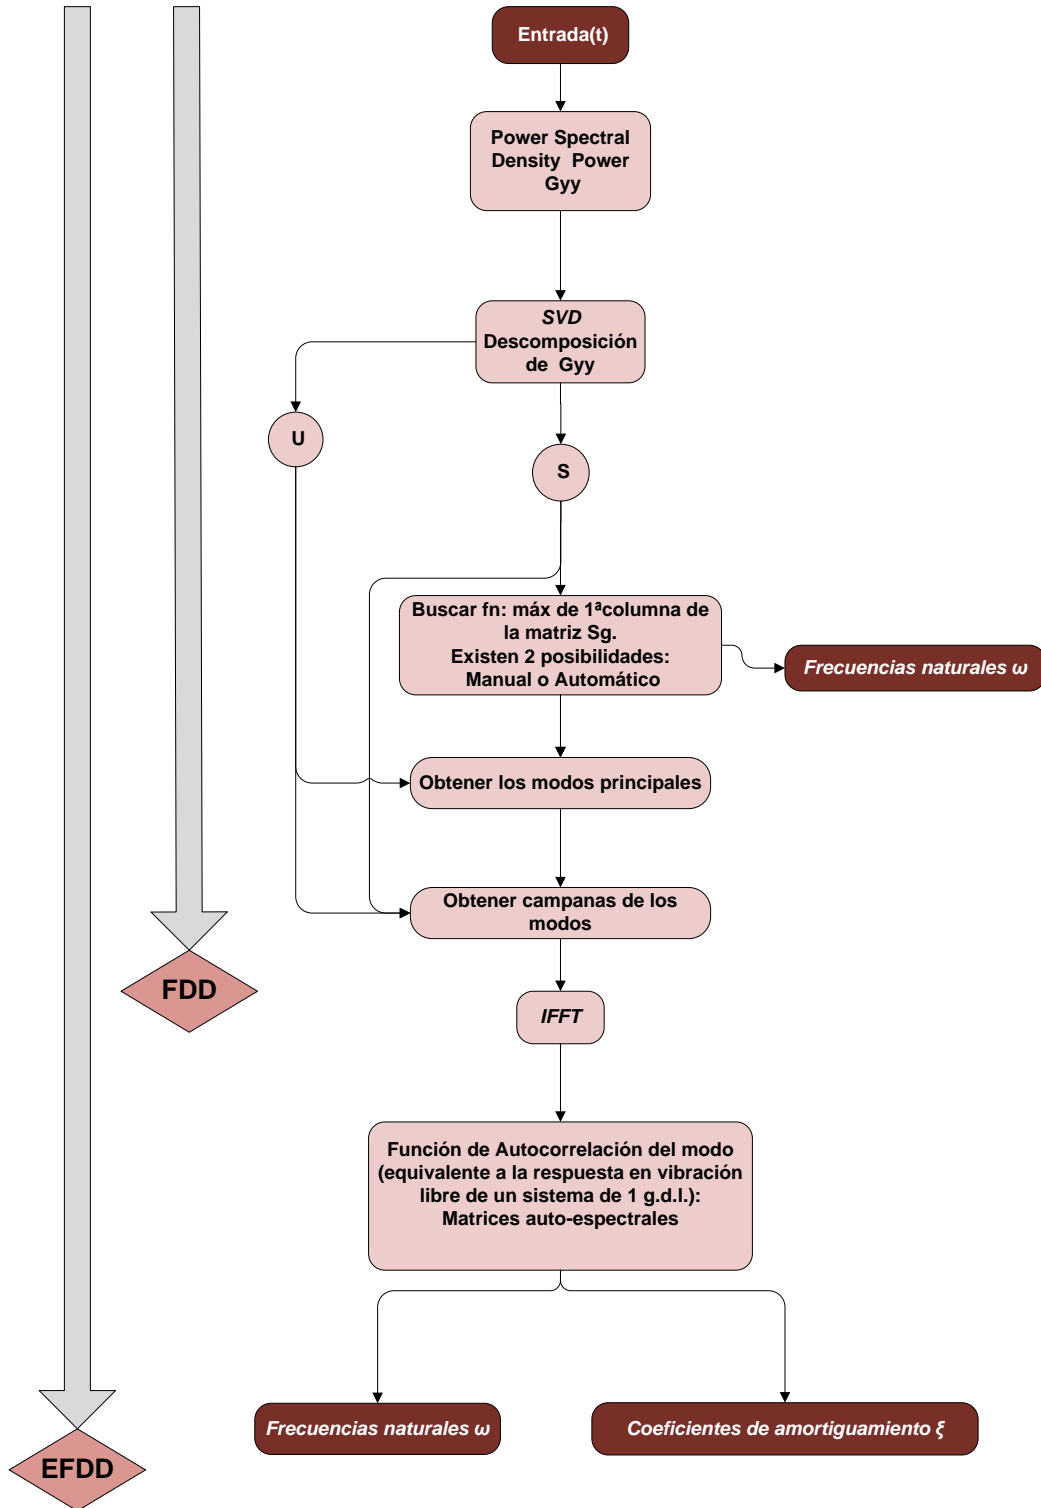 Entrada(t)
Power Spectral
Density Power
Gyy
SVD
Descomposición
de Gyy
U
S
Buscar fn: máx de 1ªcolumna de
la matriz Sg.
Existen 2 posibilidades:
Manual o Automático
Frecuencias naturales ω
Obtener los modos principales
Obtener campanas de los
modos
FDD
IFFT
Función de Autocorrelación del modo
(equivalente a la respuesta en vibración
libre de un sistema de 1 g.d.l.):
Matrices auto-espectrales
Frecuencias naturales ω
Coeficientes de amortiguamiento ξ
EFDD